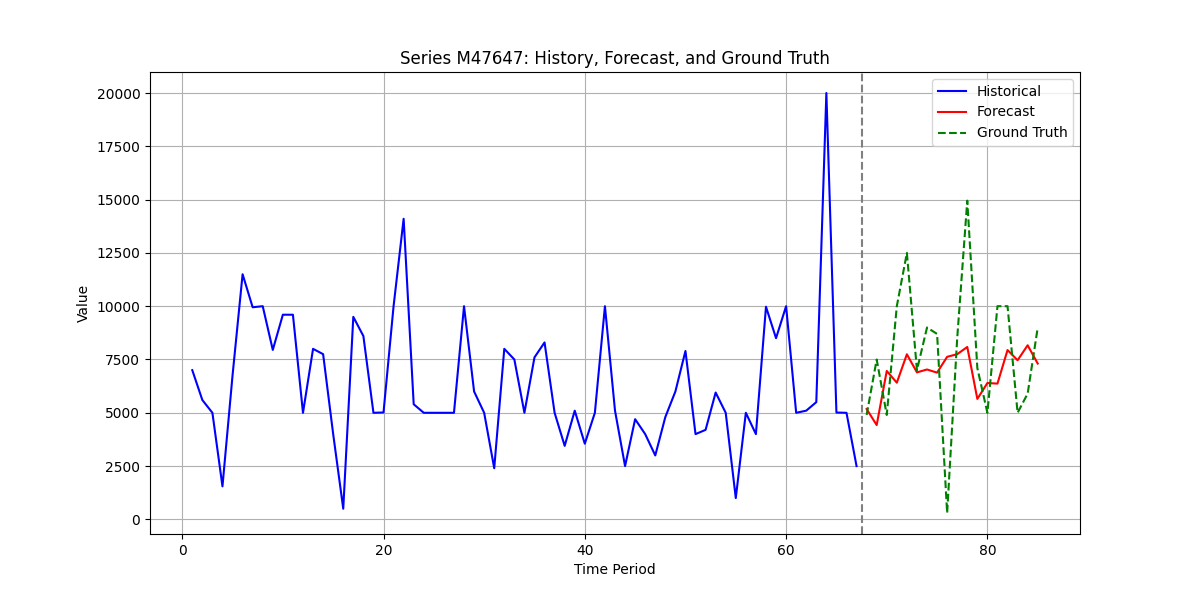 Series M47647: History, Forecast, and Ground Truth
Value
20000
17500
15000
12500
10000
7500
5000
2500
0
Historical
Forecast
Ground Truth
0
20
40
60
80
Time Period